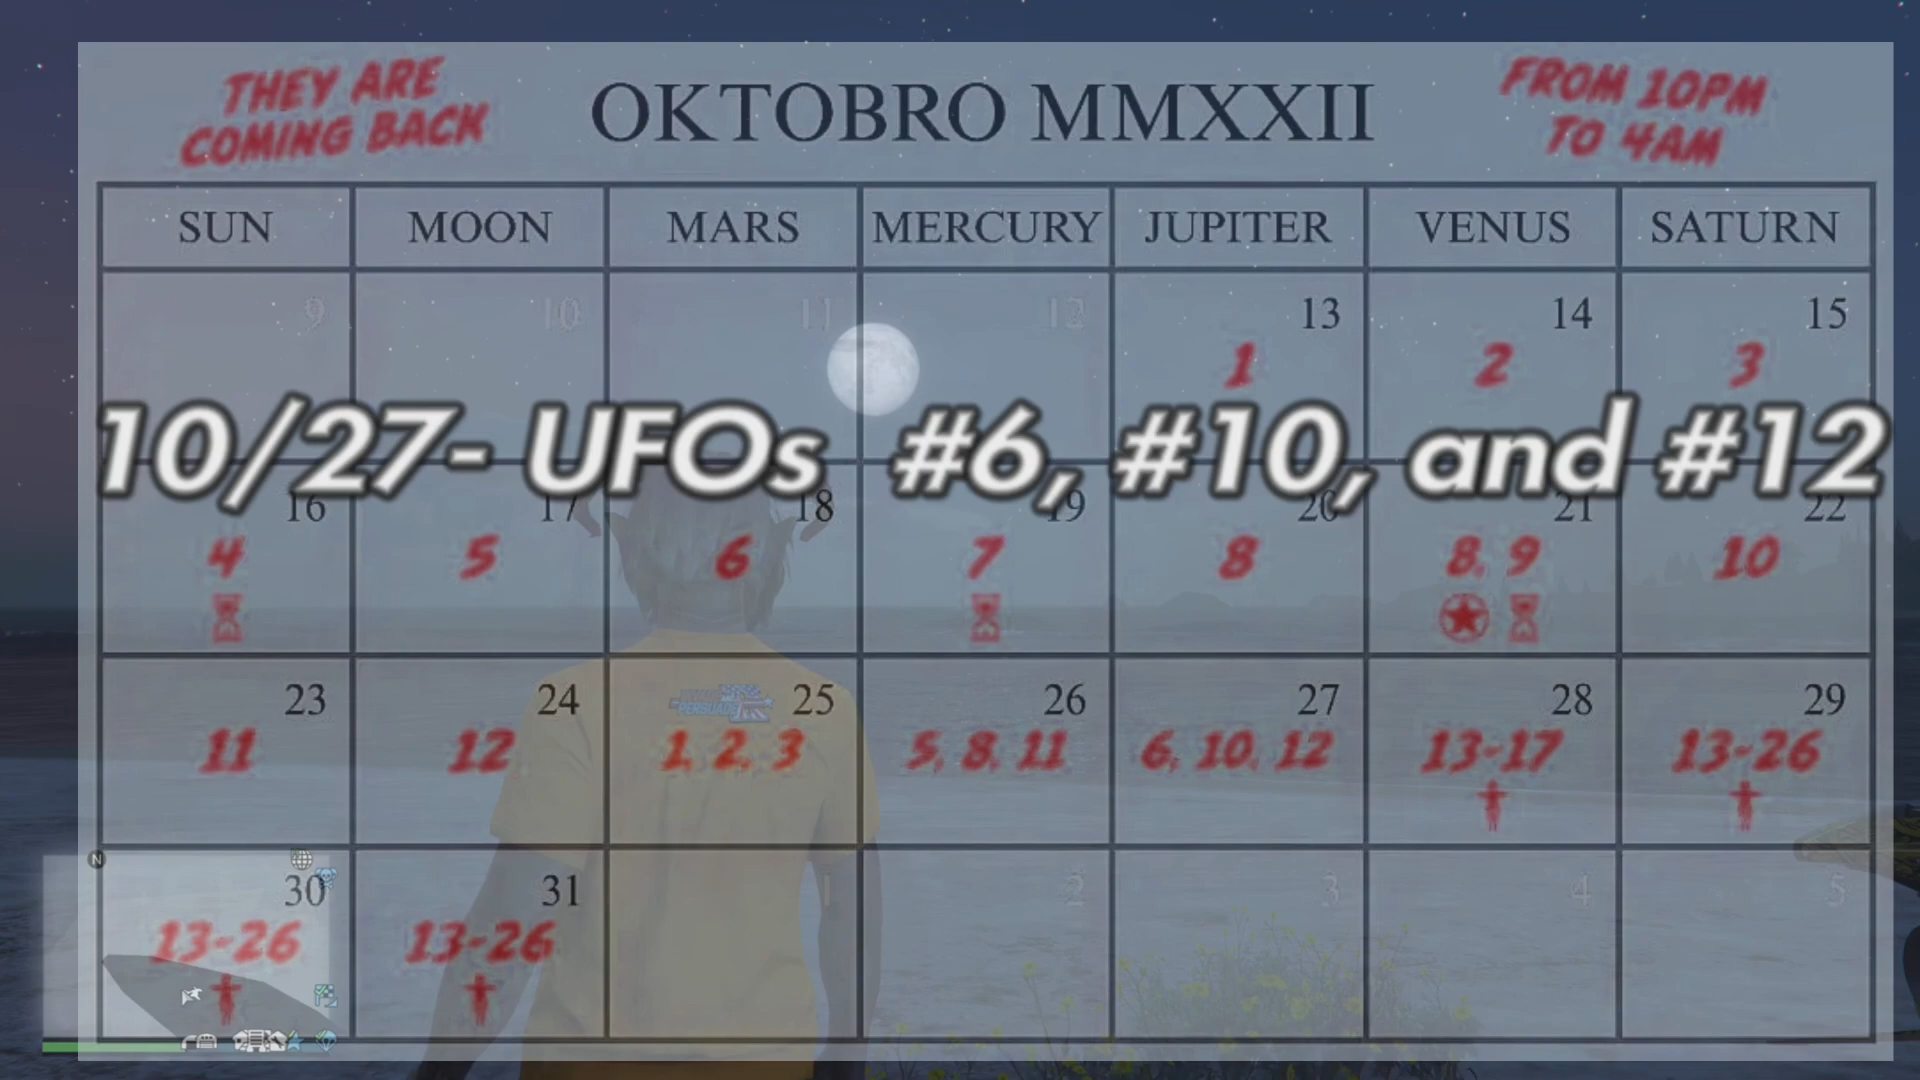 THEY ARE
COMING BACK
OKTOBRO MMXXII
FROM 10PM
TO 4AM
SUN MOON MARS MERCURY JUPITER VENUS SATURN
9 10 11 12 13 14 15
1 2 3
10/27- UFOs #6, #10, and #12
16 17 18 19 20 21 22
4 5 6 7 8 8, 9 10
23 24 25 26 27 28 29
PERSUADE
11 12 1, 2, 3 5, 8, 11 6, 10, 12 13-17 13-26
N
30 31 1 2 3 4 5
13-26 13-26